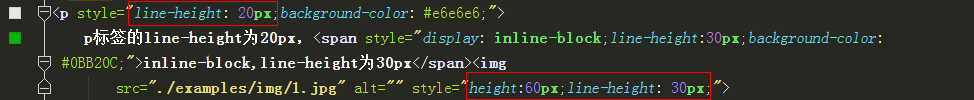 <p style="line-height: 20px;background-color: #e6e6e6;">
p标签的line-height为20px，<span style="display: inline-block;line-height:30px;background-color:
#0BB20C;">inline-block,line-height为30px</span><img
src="./examples/img/1.jpg" alt="" style="height:60px;line-height: 30px;">